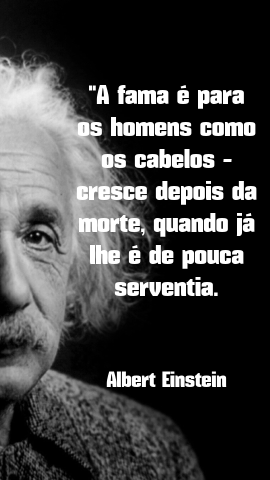 "A fama é para
os homens como
os cabelos -
cresce depois da
morte, quando já
lhe é de pouca
serventia.
Albert Einstein